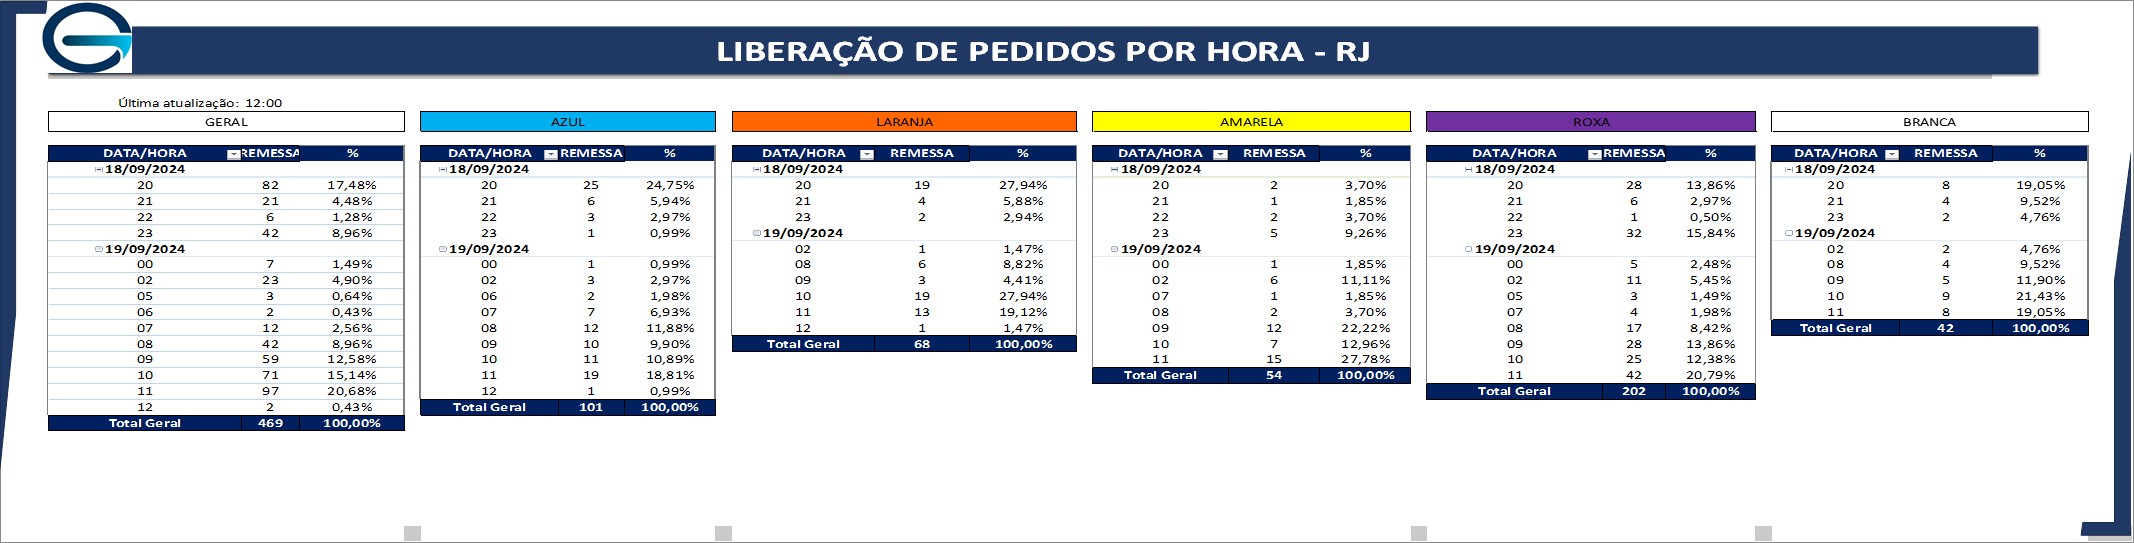 LIBERAÇÃO DE PEDIDOS POR HORA - RJ
Última atualização: 12:00
GERAL
DATA/HORA REMESSA %
18/09/2024
20 82 17,48%
21 21 4,48%
22 6 1,28%
23 42 8,96%
19/09/2024
00 7 1,49%
02 23 4,90%
05 3 0,64%
06 2 0,43%
07 12 2,56%
08 42 8,96%
09 59 12,58%
10 71 15,14%
11 97 20,68%
12 2 0,43%
Total Geral 469 100,00%
AZUL
DATA/HORA REMESSA %
18/09/2024
20 25 24,75%
21 6 5,94%
22 3 2,97%
23 1 0,99%
19/09/2024
00 1 0,99%
02 3 2,97%
06 2 1,98%
07 7 6,93%
08 12 11,88%
09 10 9,90%
10 11 10,89%
11 19 18,81%
12 1 0,99%
Total Geral 101 100,00%
LARANJA
DATA/HORA REMESSA %
18/09/2024
20 19 27,94%
21 4 5,88%
23 2 2,94%
19/09/2024
02 1 1,47%
08 6 8,82%
09 3 4,41%
10 19 27,94%
11 13 19,12%
12 1 1,47%
Total Geral 68 100,00%
AMARELA
DATA/HORA REMESSA %
18/09/2024
20 2 3,70%
21 1 1,85%
22 2 3,70%
23 5 9,26%
19/09/2024
00 1 1,85%
02 6 11,11%
07 1 1,85%
08 2 3,70%
09 12 22,22%
10 7 12,96%
11 15 27,78%
Total Geral 54 100,00%
ROXA
DATA/HORA REMESSA %
18/09/2024
20 28 13,86%
21 6 2,97%
22 1 0,50%
23 32 15,84%
19/09/2024
00 5 2,48%
02 11 5,45%
05 3 1,49%
07 4 1,98%
08 17 8,42%
09 28 13,86%
10 25 12,38%
11 42 20,79%
Total Geral 202 100,00%
BRANCA
DATA/HORA REMESSA %
18/09/2024
20 8 19,05%
21 4 9,52%
23 2 4,76%
19/09/2024
02 2 4,76%
08 4 9,52%
09 5 11,90%
10 9 21,43%
11 8 19,05%
Total Geral 42 100,00%